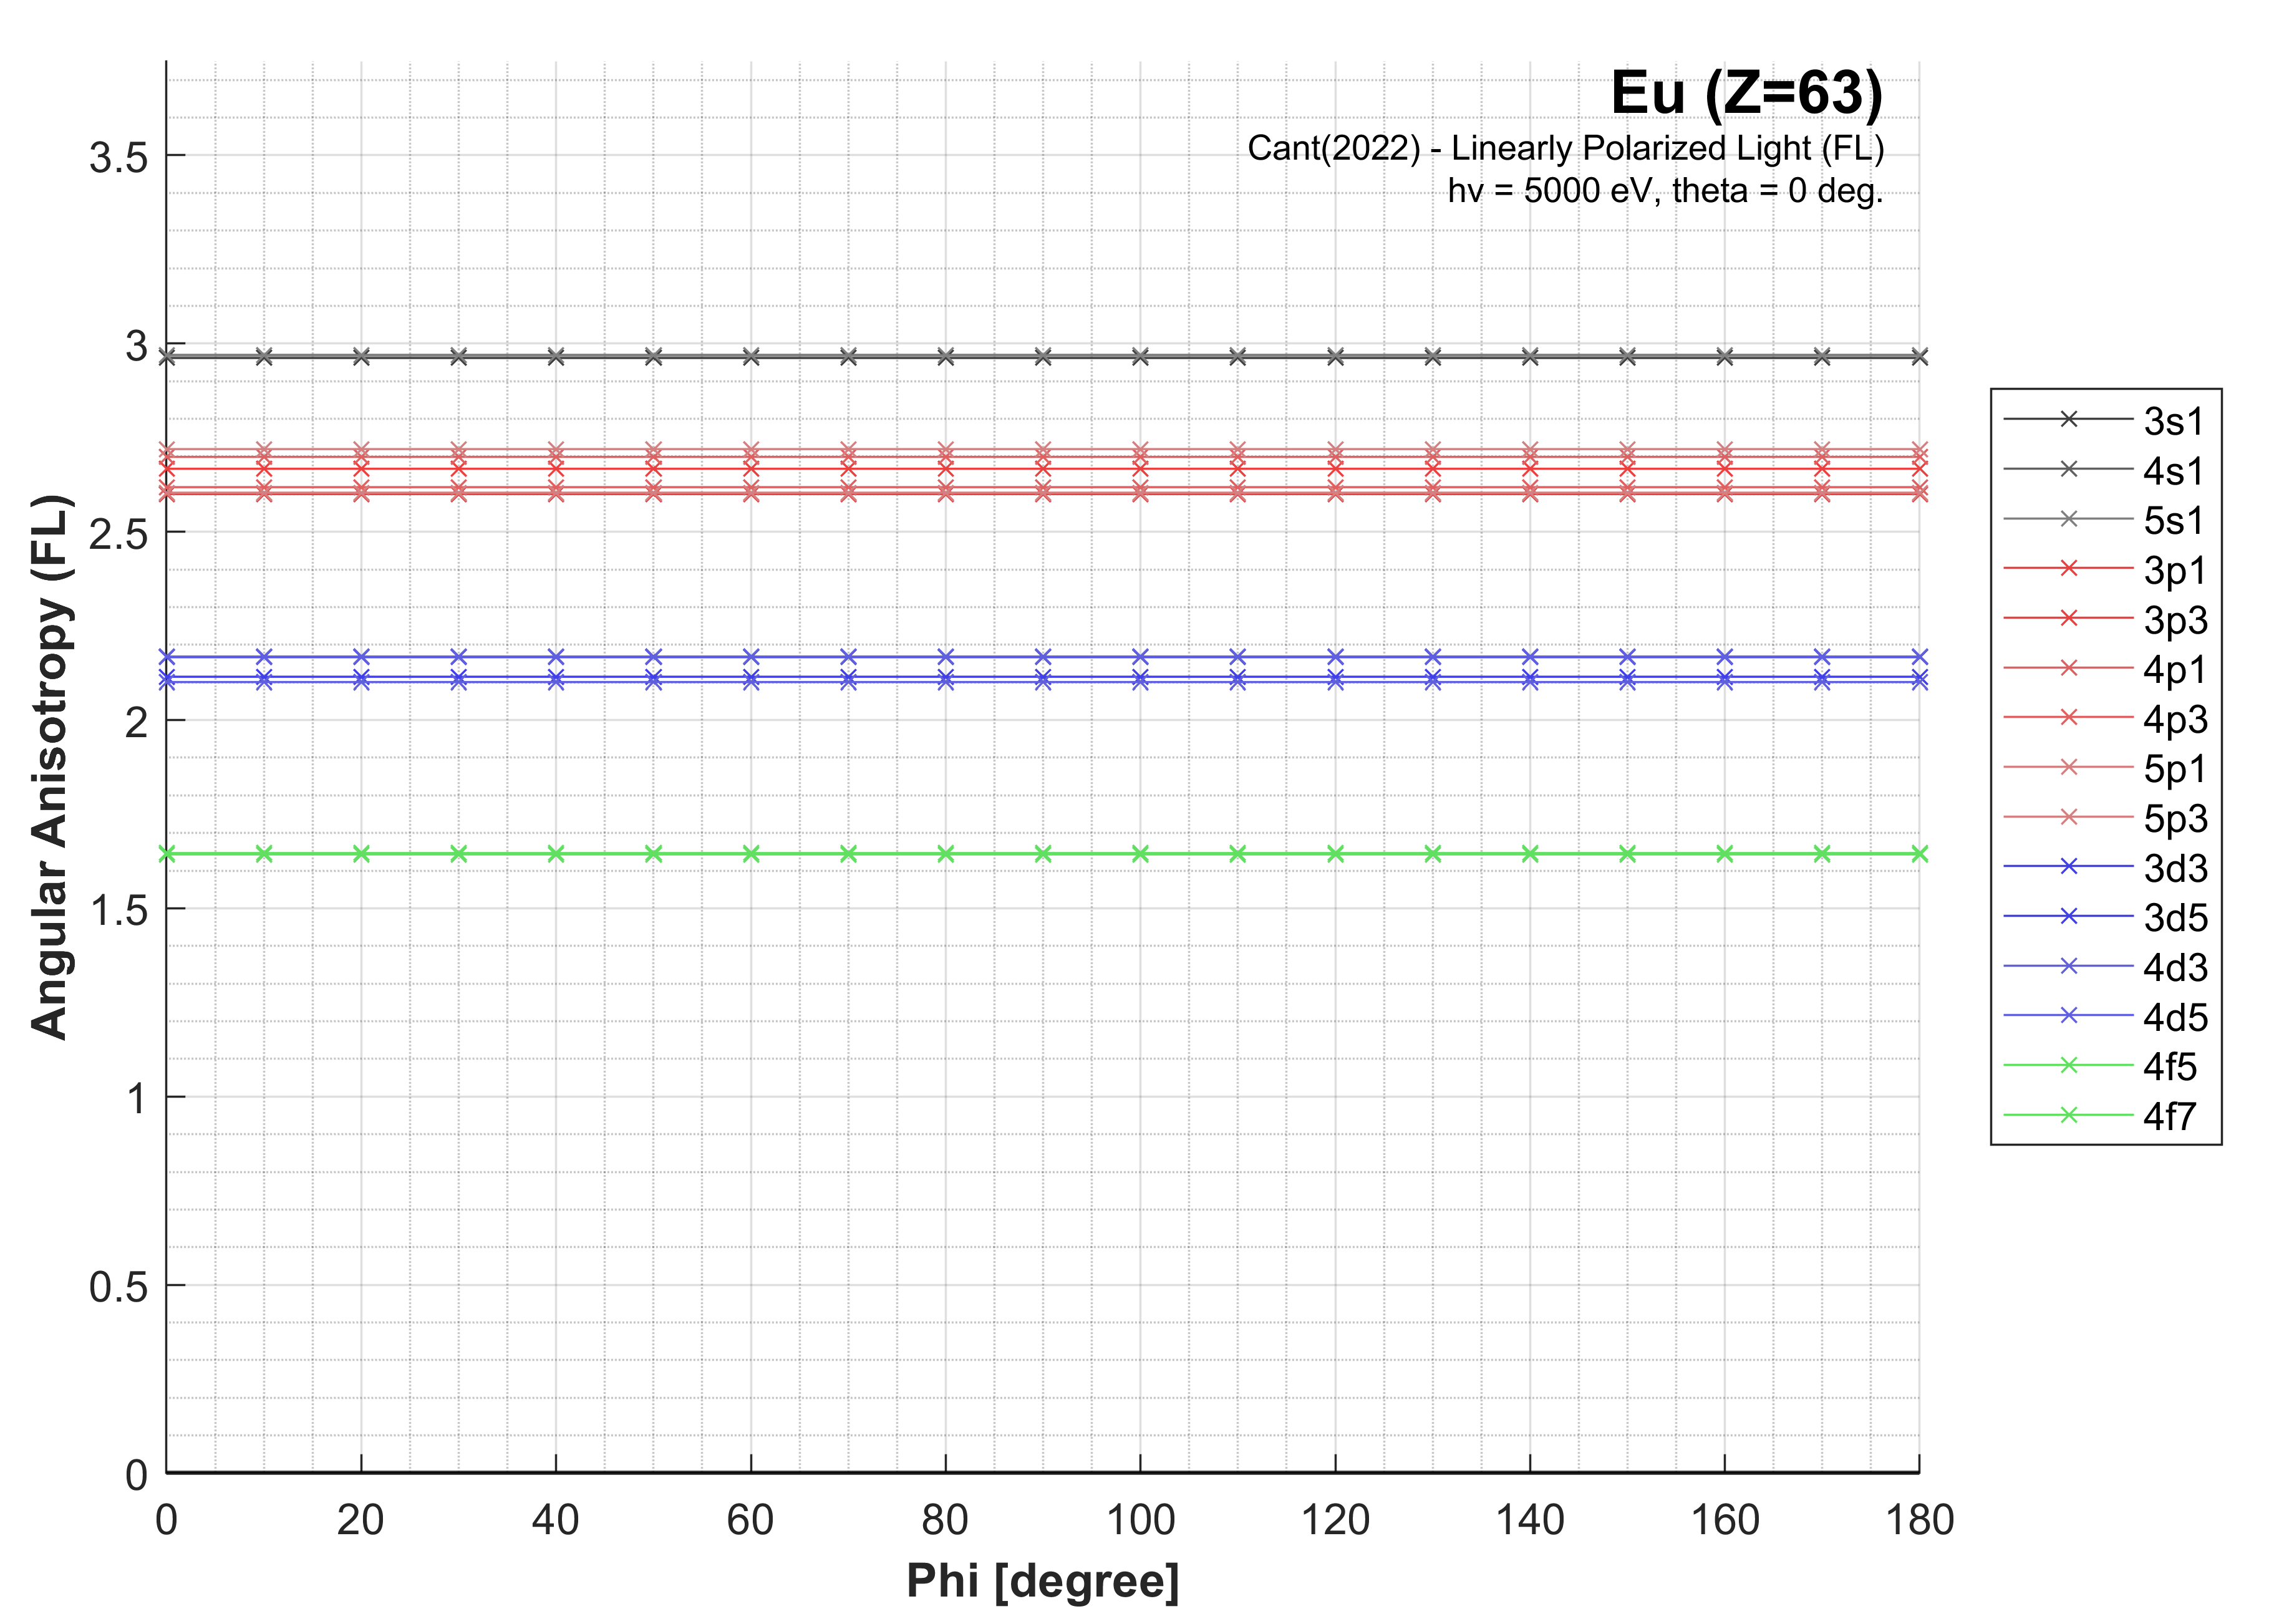 Eu (Z=63)
Cant(2022) - Linearly Polarized Light (FL)
hv = 5000 eV, theta = 0 deg.
Angular Anisotropy (FL)
3.5
3
2.5
2
1.5
1
0.5
0
0 20 40 60 80 100 120 140 160 180
Phi [degree]
3s1
4s1
5s1
3p1
3p3
4p1
4p3
5p1
5p3
3d3
3d5
4d3
4d5
4f5
4f7